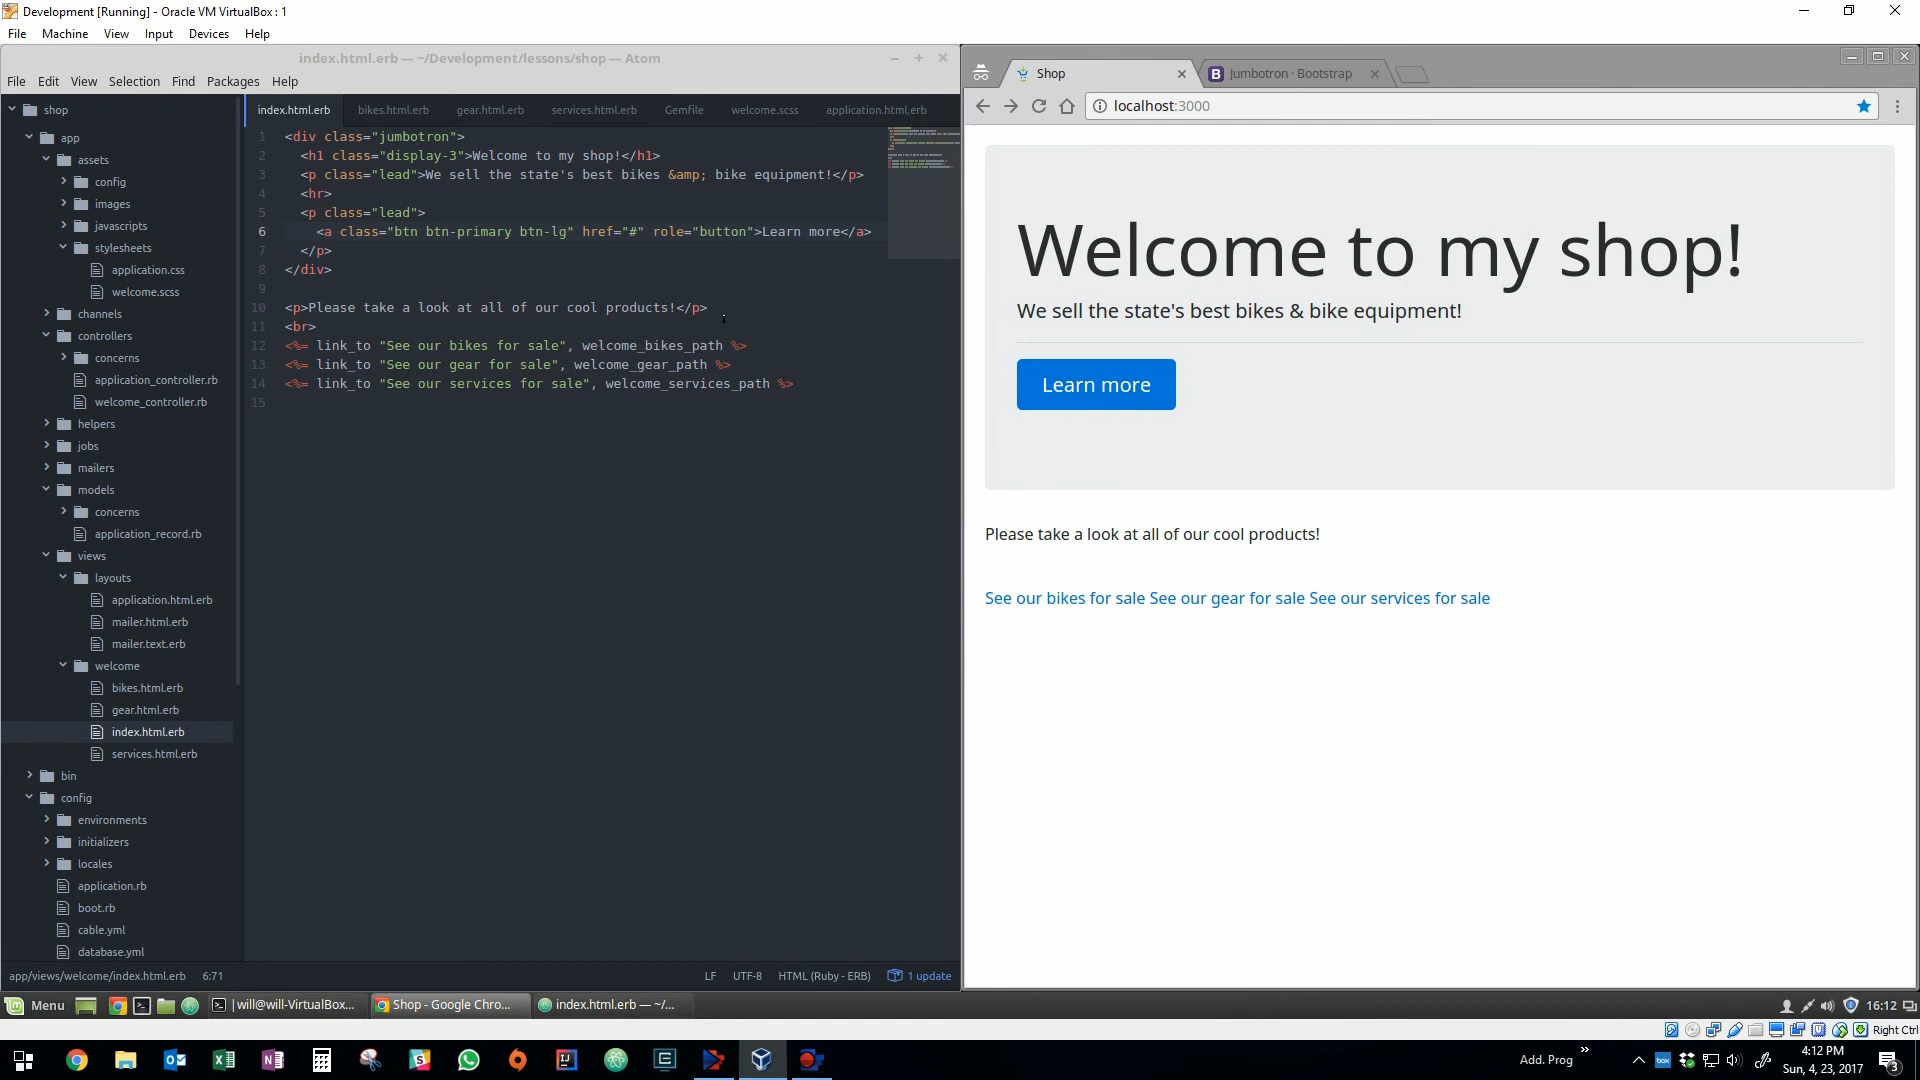 Development [Running] - Oracle VM VirtualBox : 1
File Machine View Input Devices Help
index.html.erb — ~/Development/lessons/shop — Atom
File Edit View Selection Find Packages Help
shop
app
assets
config
images
javascripts
stylesheets
application.css
welcome.scss
channels
controllers
concerns
application_controller.rb
welcome_controller.rb
helpers
jobs
mailers
models
concerns
application_record.rb
views
layouts
application.html.erb
mailer.html.erb
mailer.text.erb
welcome
bikes.html.erb
gear.html.erb
index.html.erb
services.html.erb
bin
config
environments
initializers
locales
application.rb
boot.rb
cable.yml
database.yml
index.html.erb bikes.html.erb gear.html.erb services.html.erb Gemfile welcome.scss application.html.erb
1 <div class="jumbotron">
2 <h1 class="display-3">Welcome to my shop!</h1>
3 <p class="lead">We sell the state's best bikes &amp; bike equipment!</p>
4 <hr>
5 <p class="lead">
6 <a class="btn btn-primary btn-lg" href="#" role="button">Learn more</a>
7 </p>
8 </div>
9
10 <p>Please take a look at all of our cool products!</p>
11 <br>
12 <%= link_to "See our bikes for sale", welcome_bikes_path %>
13 <%= link_to "See our gear for sale", welcome_gear_path %>
14 <%= link_to "See our services for sale", welcome_services_path %>
15
app/views/welcome/index.html.erb 6:71 LF UTF-8 HTML (Ruby - ERB) 1 update
Shop Jumbotron · Bootstrap
localhost:3000
Welcome to my shop!
We sell the state's best bikes & bike equipment!
Learn more
Please take a look at all of our cool products!
See our bikes for sale See our gear for sale See our services for sale
Menu |will@will-VirtualBox... Shop - Google Chro... index.html.erb — ~/... 16:12
Right Ctrl
Add. Prog » 4:12 PM
Sun, 4, 23, 2017
3